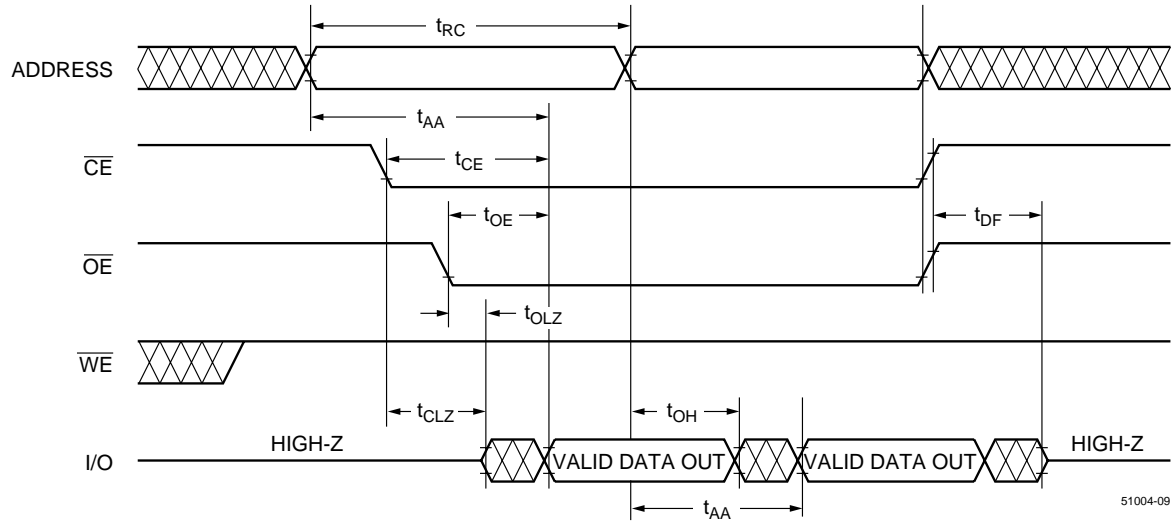 tRC
ADDRESS
tAA
CE
tCE
tOE
tDF
OE
tOLZ
WE
tCLZ
tOH
HIGH-Z
HIGH-Z
I/O
VALID DATA OUT
VALID DATA OUT
tAA
51004-09